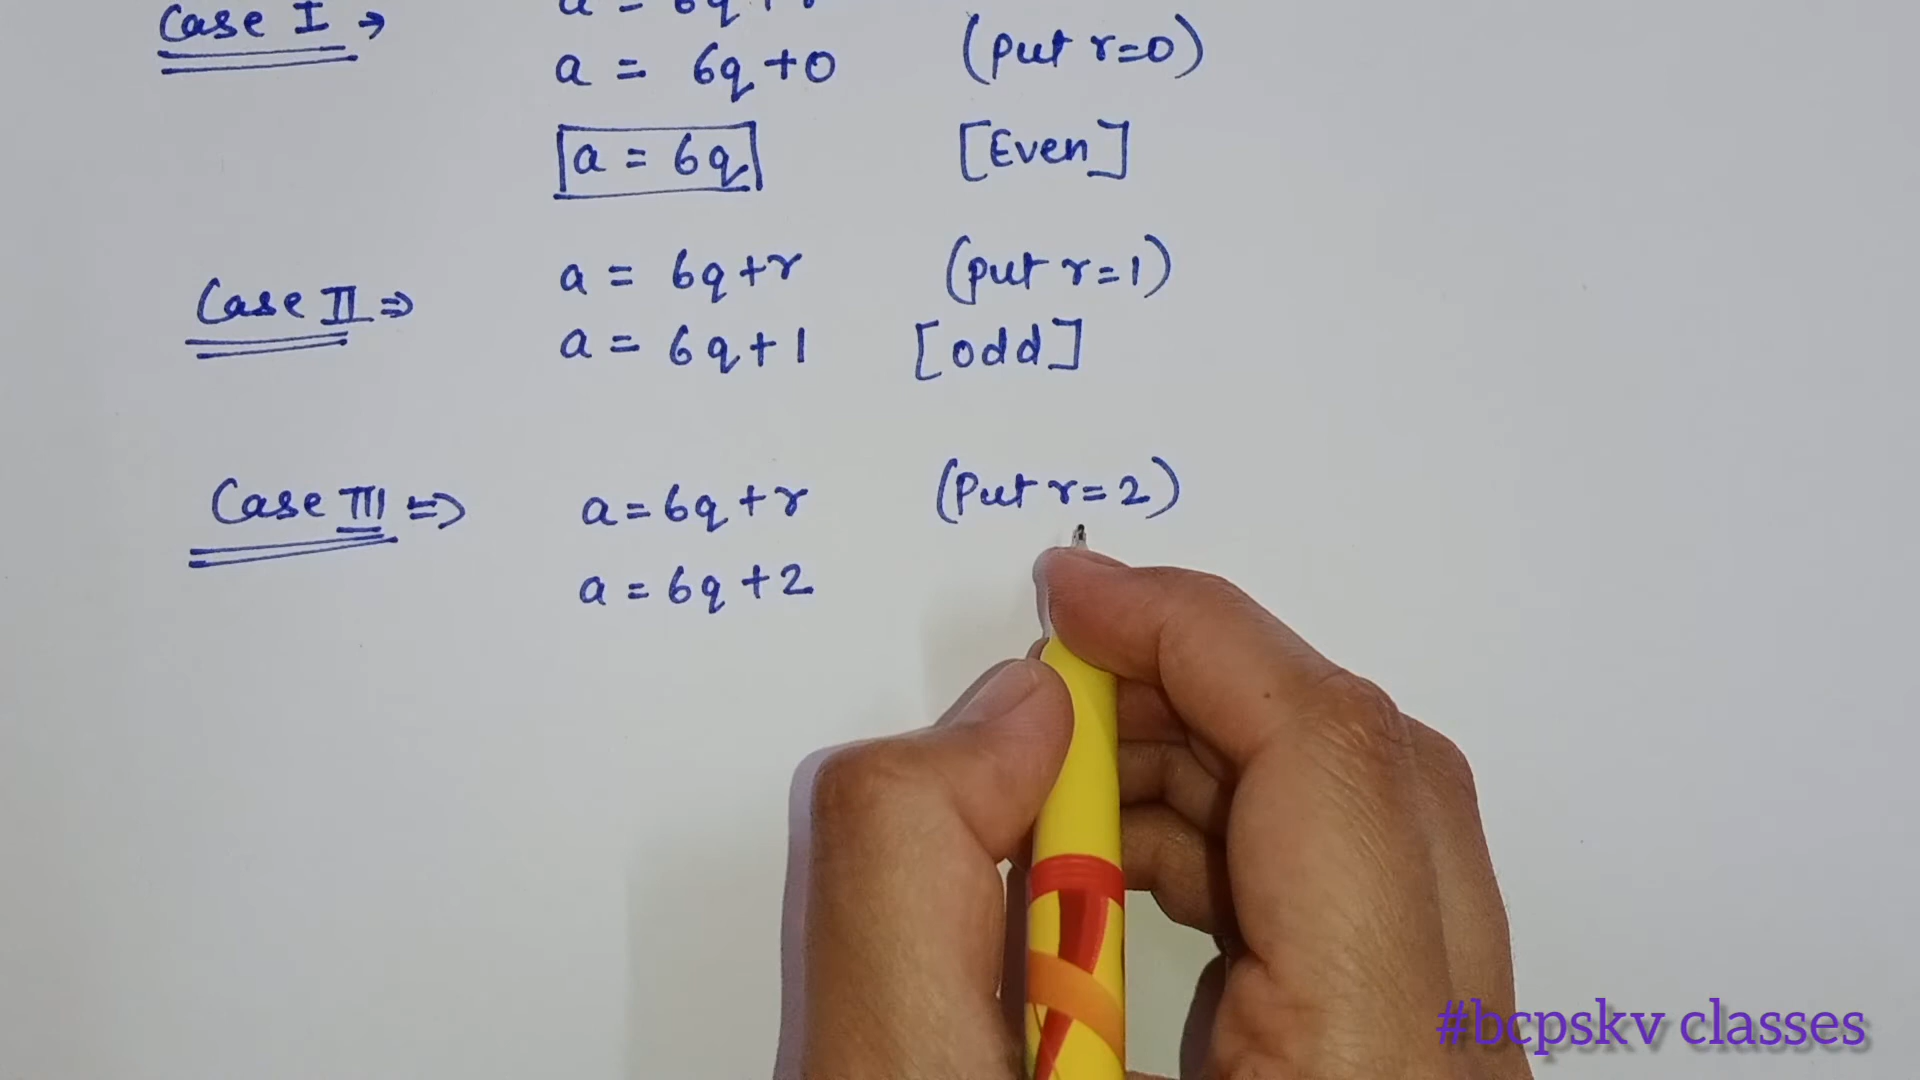 Case I →
a = 6q + r
a = 6q + 0 (put r=0)
a = 6q [Even]
a = 6q + r (put r=1)
Case II ⇒
a = 6q + 1 [odd]
Case III ⇒ a = 6q + r (Put r=2)
a = 6q + 2
#bcpskv classes